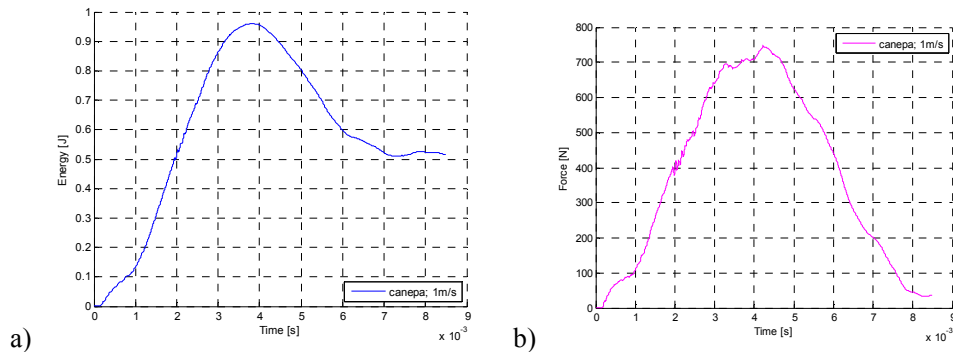 a)
Energy [J]
1
0.9
0.8
0.7
0.6
0.5
0.4
0.3
0.2
0.1
0
0 1 2 3 4 5 6 7 8 9
Time [s]
x 10⁻³
canepa; 1m/s
b)
Force [N]
800
700
600
500
400
300
200
100
0
0 1 2 3 4 5 6 7 8 9
Time [s]
x 10⁻³
canepa; 1m/s